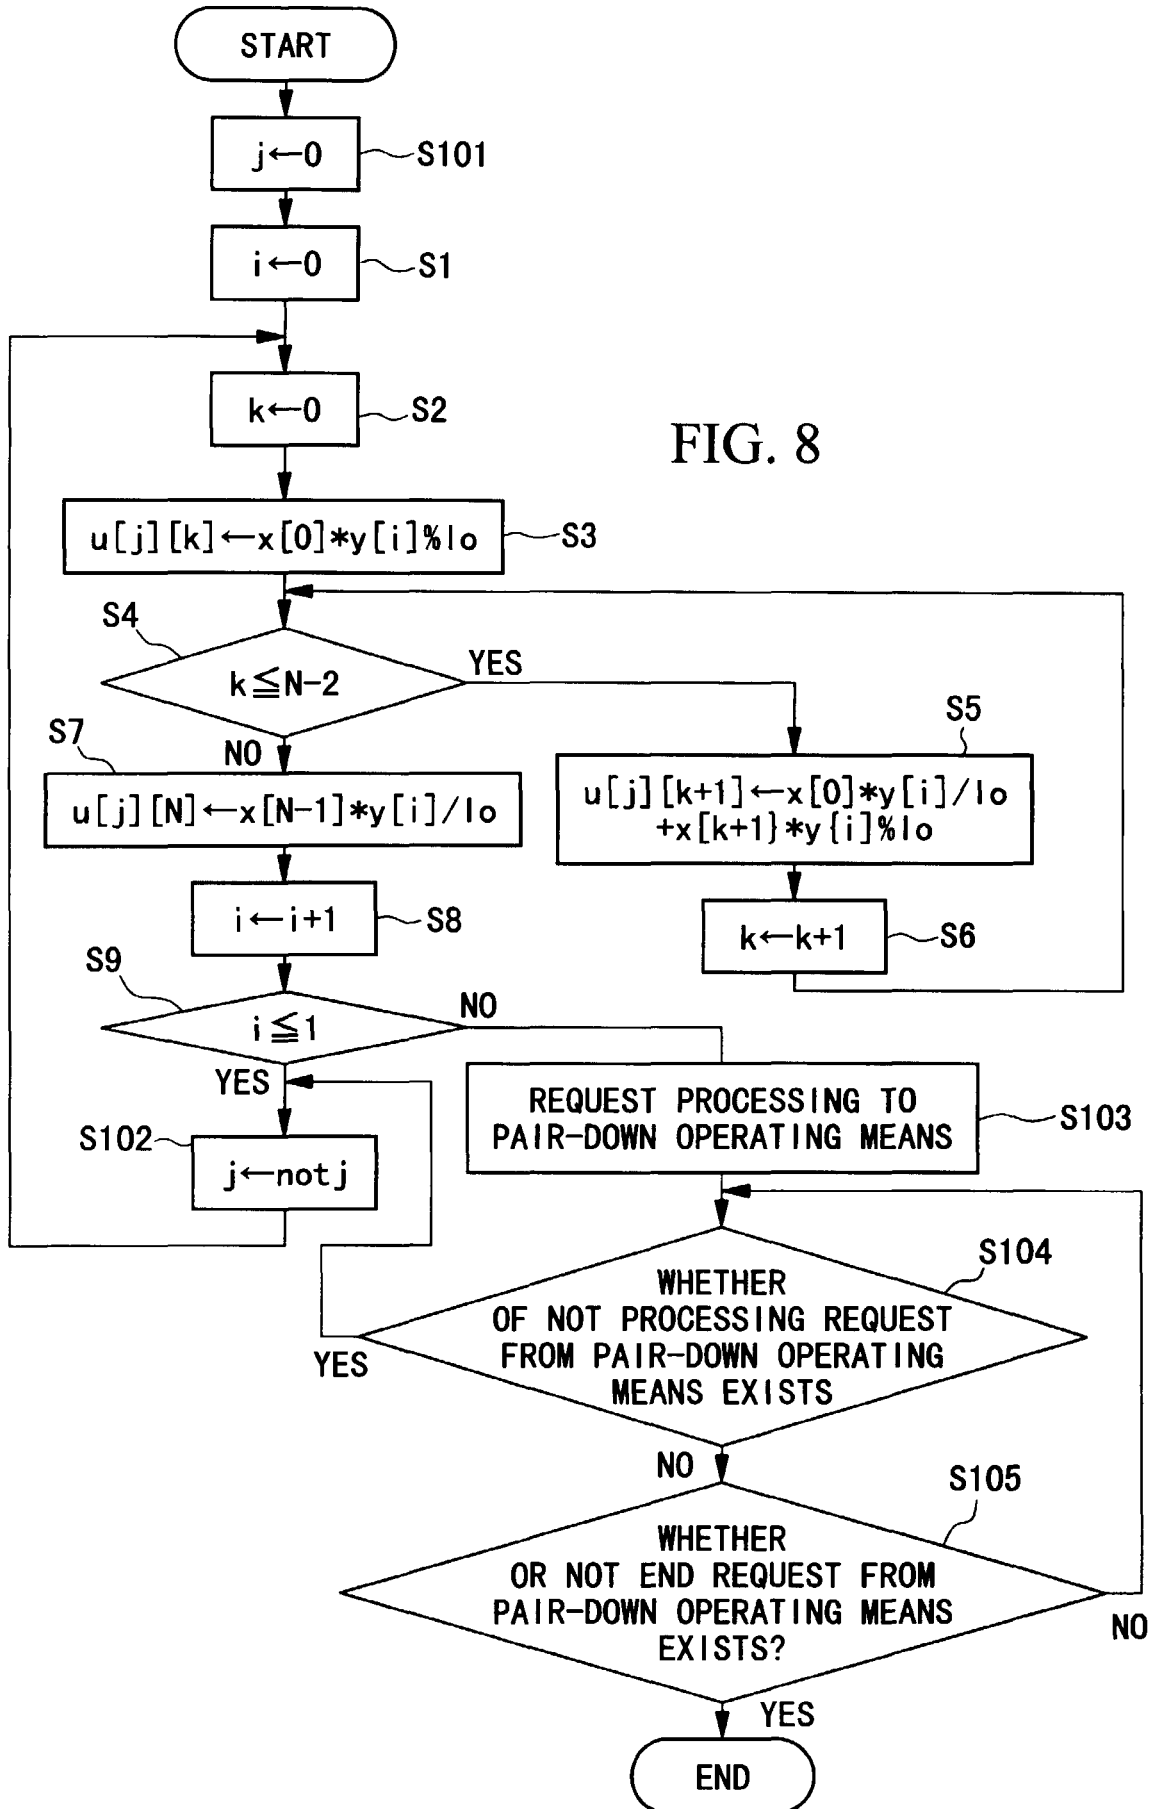 START
j←0
S101
i←0
S1
k←0
S2
FIG. 8
u[j][k]←x[0]*y[i]%lo
S3
S4
k≦N-2
YES
NO
S5
u[j][k+1]←x[0]*y[i]/lo
+x[k+1}*y{i]%lo
S7
u[j][N]←x[N-1]*y[i]/lo
k←k+1
S6
i←i+1
S8
S9
i≦1
NO
YES
REQUEST PROCESSING TO
PAIR-DOWN OPERATING MEANS
S103
S102
j←not j
S104
WHETHER
OF NOT PROCESSING REQUEST
FROM PAIR-DOWN OPERATING
MEANS EXISTS
YES
NO
S105
WHETHER
OR NOT END REQUEST FROM
PAIR-DOWN OPERATING MEANS
EXISTS?
NO
YES
END